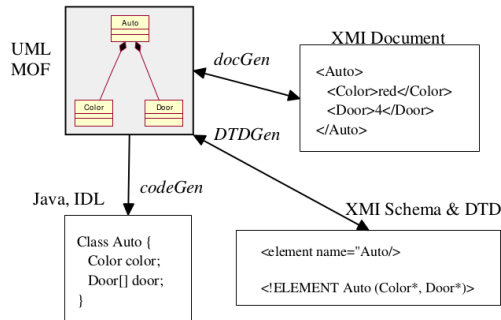 UML
MOF
Auto
Color
Door
docGen
XMI Document
<Auto>
<Color>red</Color>
<Door>4</Door>
</Auto>
DTDGen
codeGen
Java, IDL
Class Auto {
Color color;
Door[] door;
}
XMI Schema & DTD
<element name="Auto/>
<!ELEMENT Auto (Color*, Door*)>